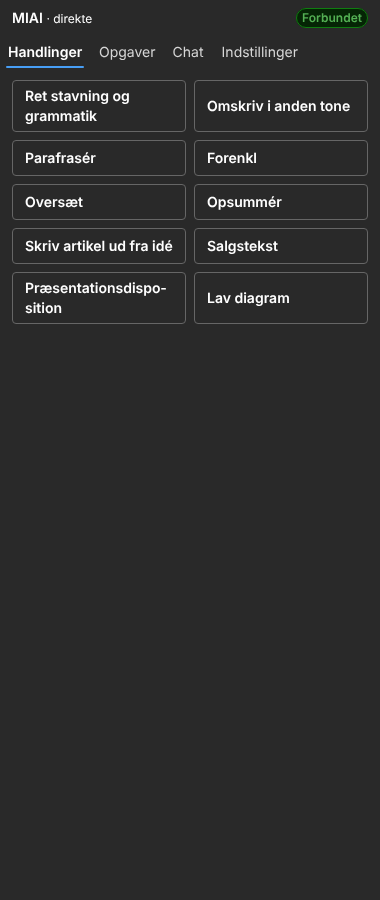 MIAI · direkte
Forbundet
Handlinger
Opgaver
Chat
Indstillinger
Ret stavning og
grammatik
Omskriv i anden tone
Parafrasér
Forenkl
Oversæt
Opsummér
Skriv artikel ud fra idé
Salgstekst
Præsentationsdispo-
sition
Lav diagram